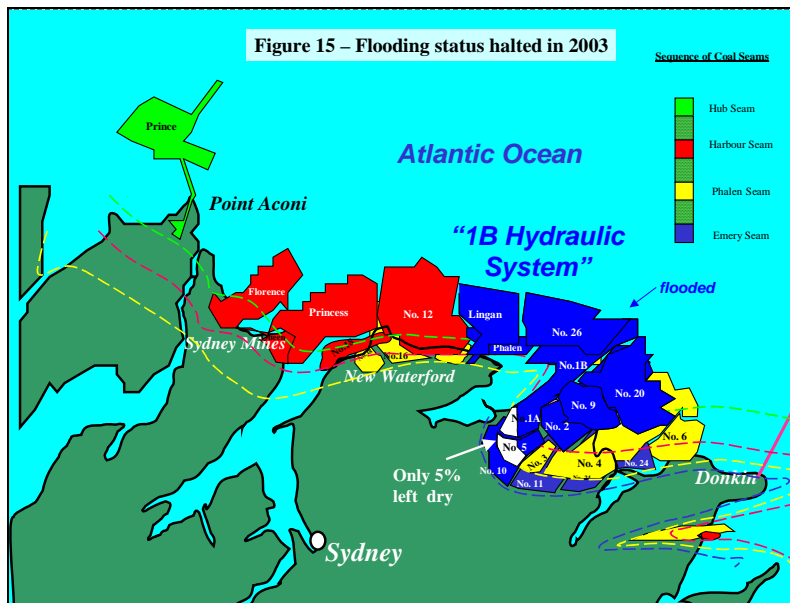 Figure 15 – Flooding status halted in 2003
Sequence of Coal Seams
Hub Seam
Harbour Seam
Phalen Seam
Emery Seam
Prince
Atlantic Ocean
Point Aconi
“1B Hydraulic
System”
flooded
Florence
Princess
No. 12
Lingan
No. 26
Sydney Mines
No.16
Phalen
New Waterford
No.1B
No. 20
No. 9
No.1A
No. 2
No. 5
No. 6
No. 3
No. 4
No. 24
No. 10
No. 11
Only 5%
left dry
Donkin
Sydney